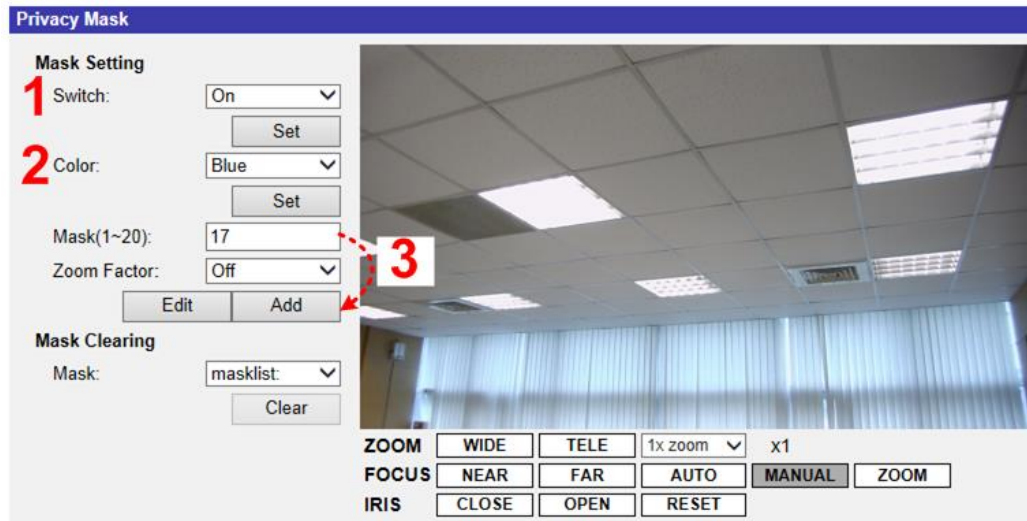 Privacy Mask
Mask Setting
1 Switch: On
Set
2 Color: Blue
Set
Mask(1~20): 17
3
Zoom Factor: Off
Edit Add
Mask Clearing
Mask: masklist:
Clear
ZOOM WIDE TELE 1x zoom x1
FOCUS NEAR FAR AUTO MANUAL ZOOM
IRIS CLOSE OPEN RESET